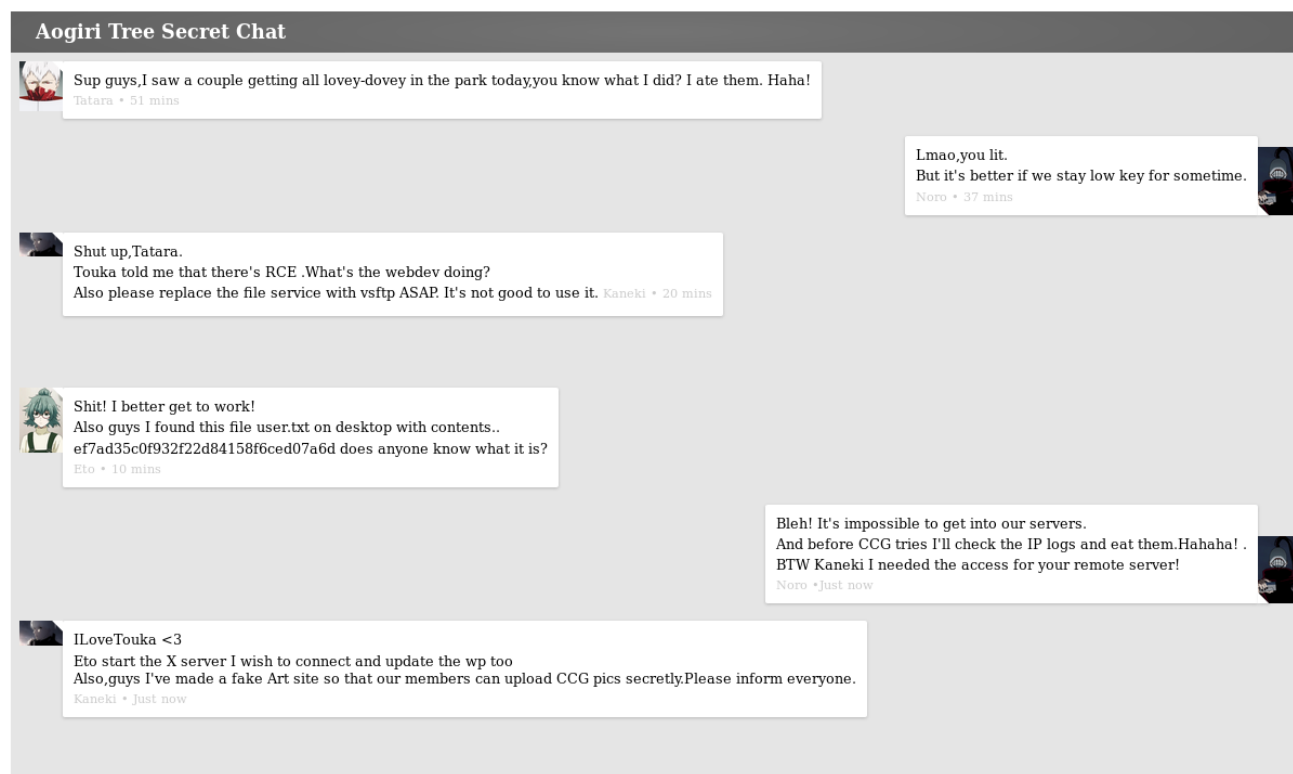 Aogiri Tree Secret Chat
Sup guys,I saw a couple getting all lovey-dovey in the park today,you know what I did? I ate them. Haha!
Tatara • 51 mins
Lmao,you lit.
But it's better if we stay low key for sometime.
Noro • 37 mins
Shut up,Tatara.
Touka told me that there's RCE .What's the webdev doing?
Also please replace the file service with vsftp ASAP. It's not good to use it. Kaneki • 20 mins
Shit! I better get to work!
Also guys I found this file user.txt on desktop with contents..
ef7ad35c0f932f22d84158f6ced07a6d does anyone know what it is?
Eto • 10 mins
Bleh! It's impossible to get into our servers.
And before CCG tries I'll check the IP logs and eat them.Hahaha! .
BTW Kaneki I needed the access for your remote server!
Noro •Just now
ILoveTouka <3
Eto start the X server I wish to connect and update the wp too
Also,guys I've made a fake Art site so that our members can upload CCG pics secretly.Please inform everyone.
Kaneki • Just now